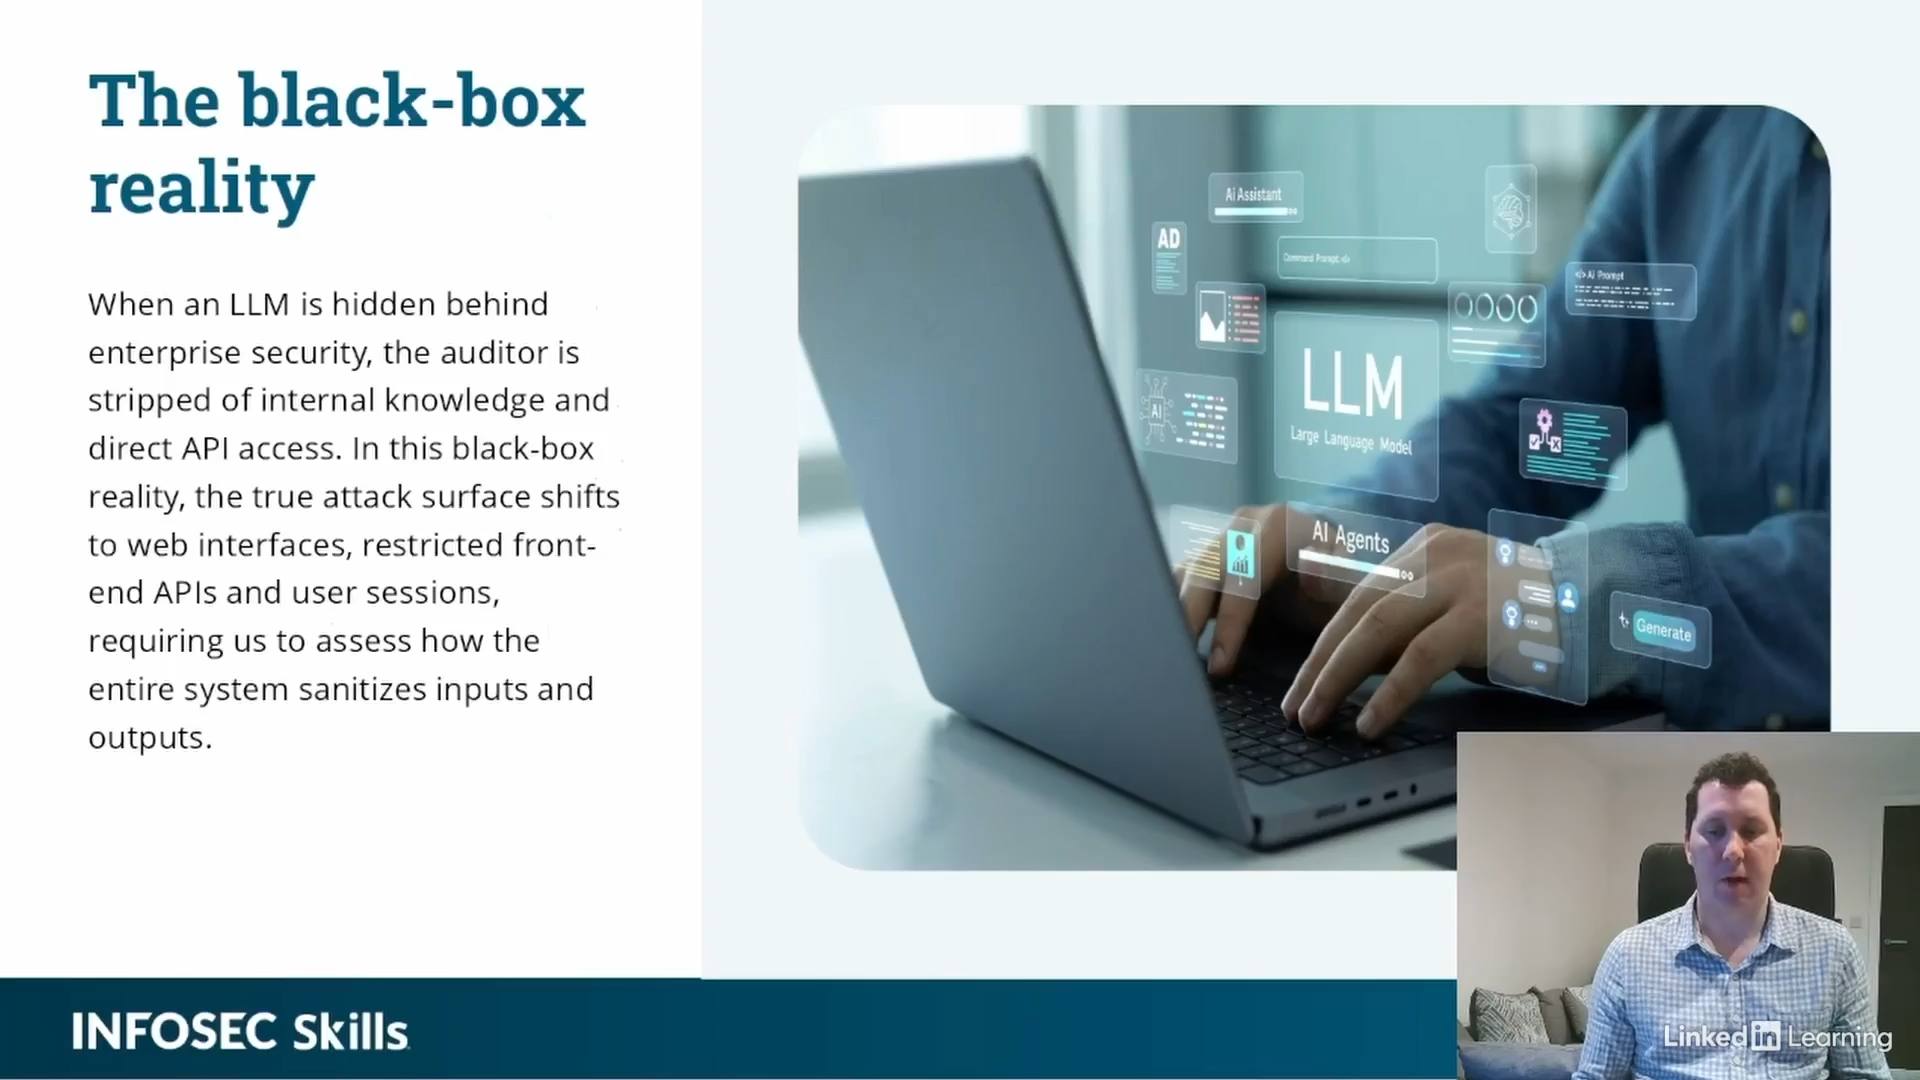 The black-box
reality
When an LLM is hidden behind
enterprise security, the auditor is
stripped of internal knowledge and
direct API access. In this black-box
reality, the true attack surface shifts
to web interfaces, restricted front-
end APIs and user sessions,
requiring us to assess how the
entire system sanitizes inputs and
outputs.
Ai Assistant
AD
Command Prompt </>
</> Ai Prompt
LLM
Large Language Model
AI
AI Agents
Generate
INFOSEC Skills
Linked in Learning